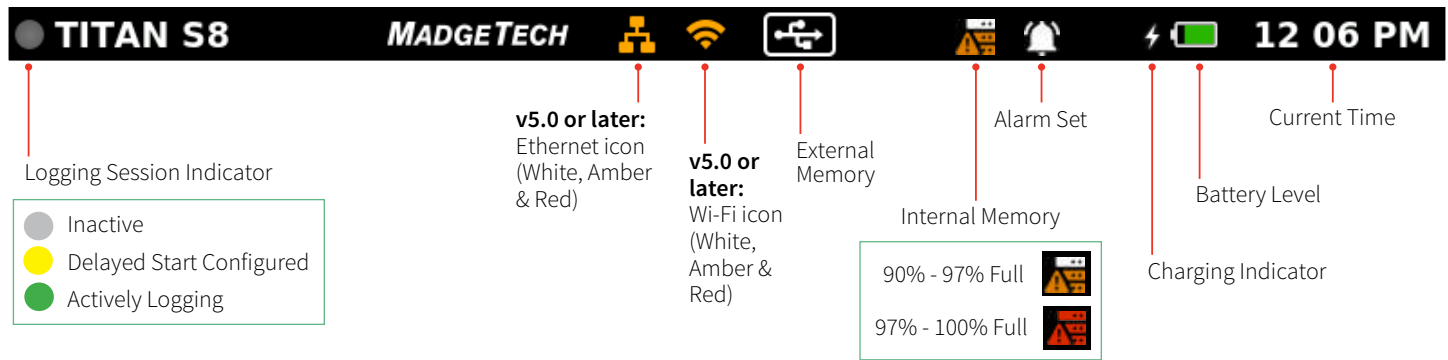 TITAN S8 MADGETECH 12 06 PM
v5.0 or later:
Ethernet icon
(White, Amber
& Red)
v5.0 or
later:
Wi-Fi icon
(White,
Amber &
Red)
External
Memory
Alarm Set
Current Time
Logging Session Indicator
Inactive
Delayed Start Configured
Actively Logging
Internal Memory
90% - 97% Full
97% - 100% Full
Battery Level
Charging Indicator